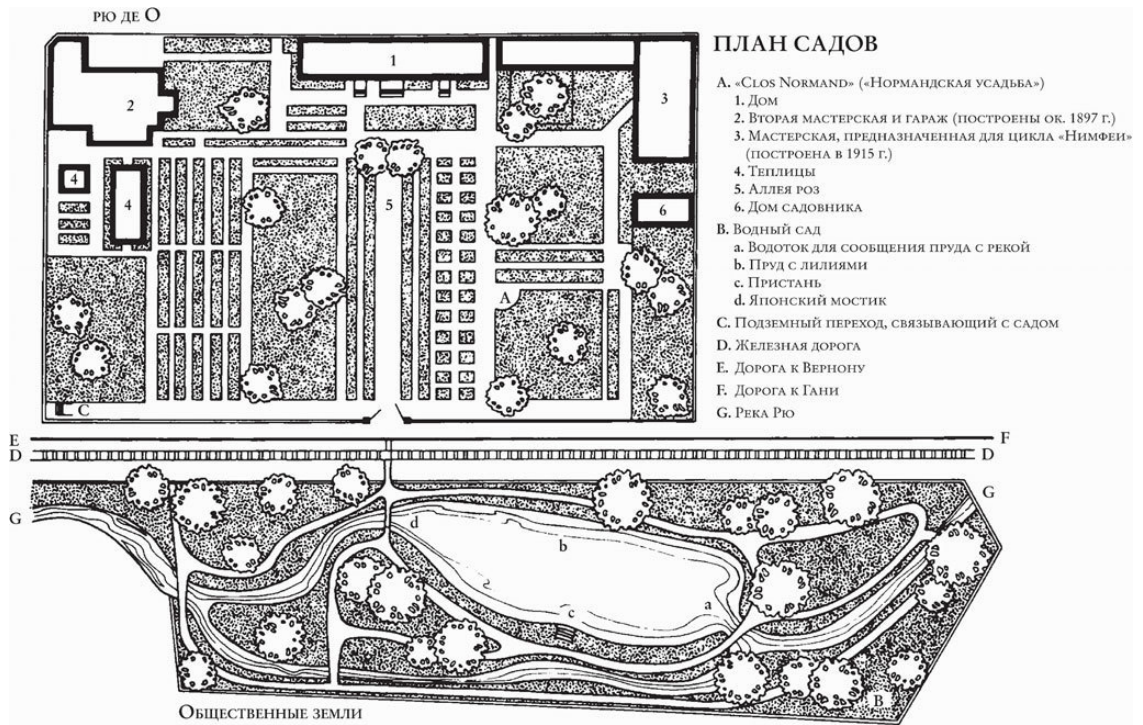 рю де О
ПЛАН САДОВ
A. «Clos Normand» («Нормандская усадьба»)
1. Дом
2. Вторая мастерская и гараж (построены ок. 1897 г.)
3. Мастерская, предназначенная для цикла «Нимфеи»
(построена в 1915 г.)
4. Теплицы
5. Аллея роз
6. Дом садовника
B. Водный сад
a. Водоток для сообщения пруда с рекой
b. Пруд с лилиями
c. Пристань
d. Японский мостик
C. Подземный переход, связывающий с садом
D. Железная дорога
E. Дорога к Вернону
F. Дорога к Гани
G. Река Рю
1
2
3
4
4
5
6
A
C
E
F
D
D
G
G
d
b
a
c
B
Общественные земли